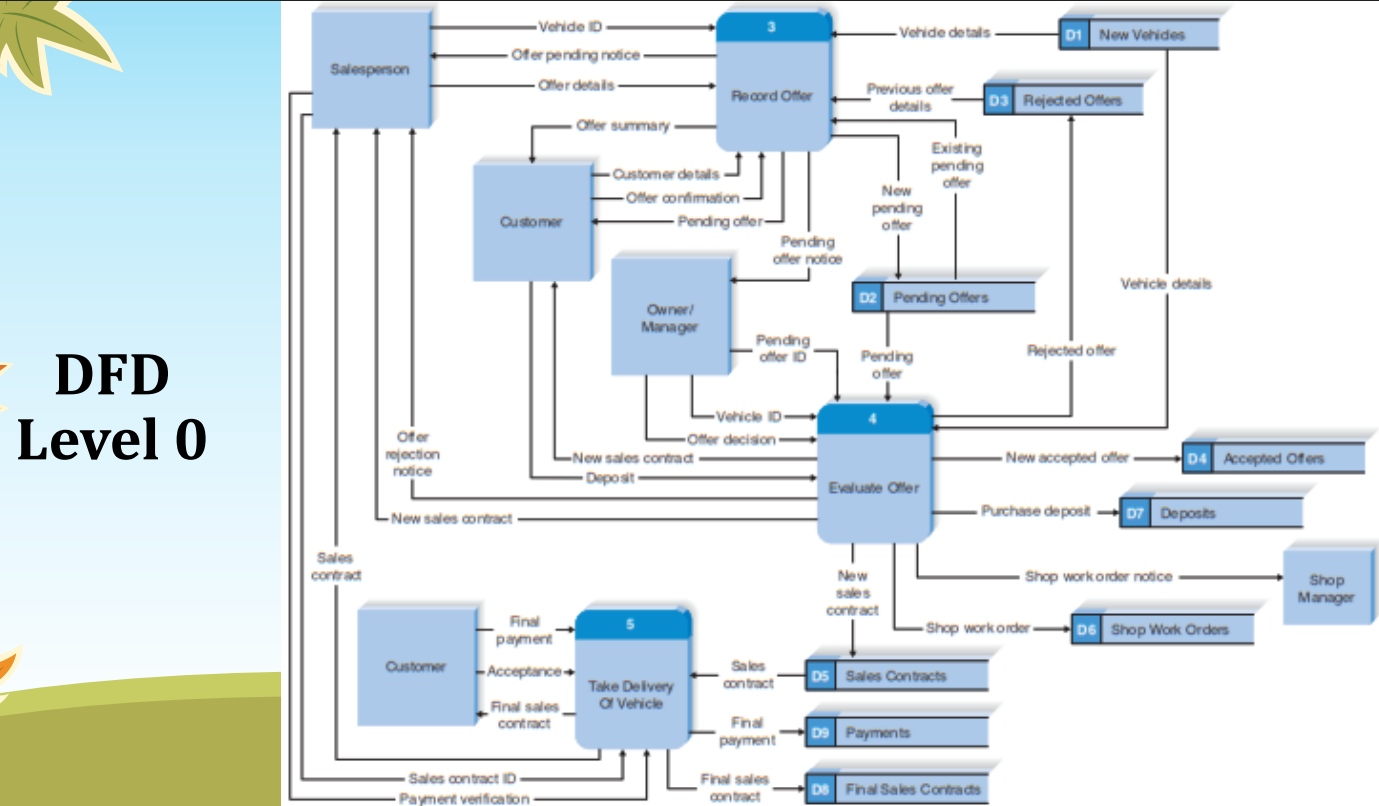 DFD
Level 0
Salesperson
Vehicle ID
3
Vehicle details
D1 New Vehicles
Offer pending notice
Offer details
Record Offer
Previous offer
details
D3 Rejected Offers
Offer summary
Existing
pending
offer
Customer details
Offer confirmation
Pending offer
Customer
New
pending
offer
Pending
offer notice
Vehicle details
D2 Pending Offers
Owner/
Manager
Pending
offer ID
Pending
offer
Rejected offer
Vehicle ID
4
Offer decision
Offer
rejection
notice
New sales contract
Deposit
New accepted offer
D4 Accepted Offers
Evaluate Offer
New sales contract
Purchase deposit
D7 Deposits
Sales
contract
New
sales
contract
Shop work order notice
Shop
Manager
Shop work order
D6 Shop Work Orders
Customer
Final
payment
5
Acceptance
Take Delivery
Of Vehicle
Sales
contract
D5 Sales Contracts
Final sales
contract
Final
payment
D9 Payments
Sales contract ID
Payment verification
Final sales
contract
D8 Final Sales Contracts